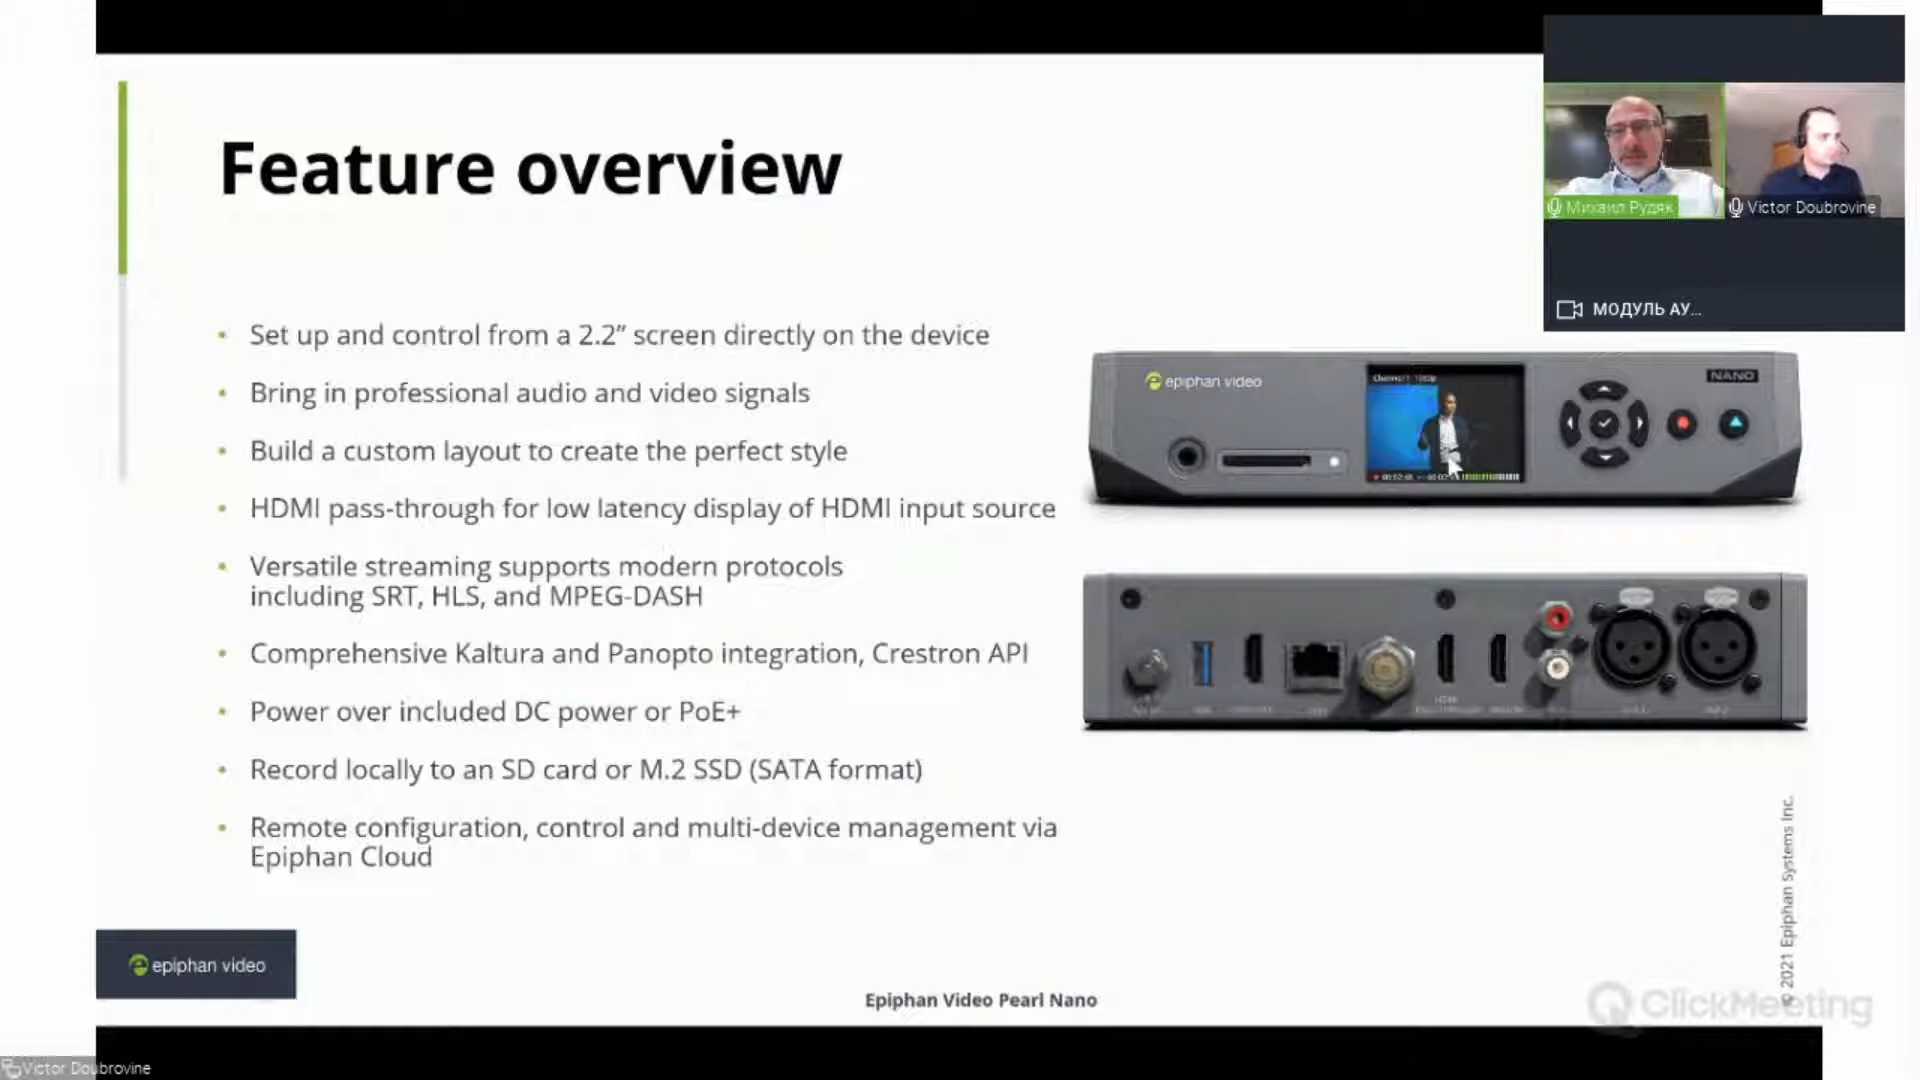 Feature overview
Михаил Рудяк
Victor Doubrovine
МОДУЛЬ АУ...
• Set up and control from a 2.2” screen directly on the device
• Bring in professional audio and video signals
• Build a custom layout to create the perfect style
• HDMI pass-through for low latency display of HDMI input source
• Versatile streaming supports modern protocols
including SRT, HLS, and MPEG-DASH
• Comprehensive Kaltura and Panopto integration, Crestron API
• Power over included DC power or PoE+
• Record locally to an SD card or M.2 SSD (SATA format)
• Remote configuration, control and multi-device management via
Epiphan Cloud
epiphan video
NANO
epiphan video
Epiphan Video Pearl Nano
© 2021 Epiphan Systems Inc.
ClickMeeting
Victor Doubrovine